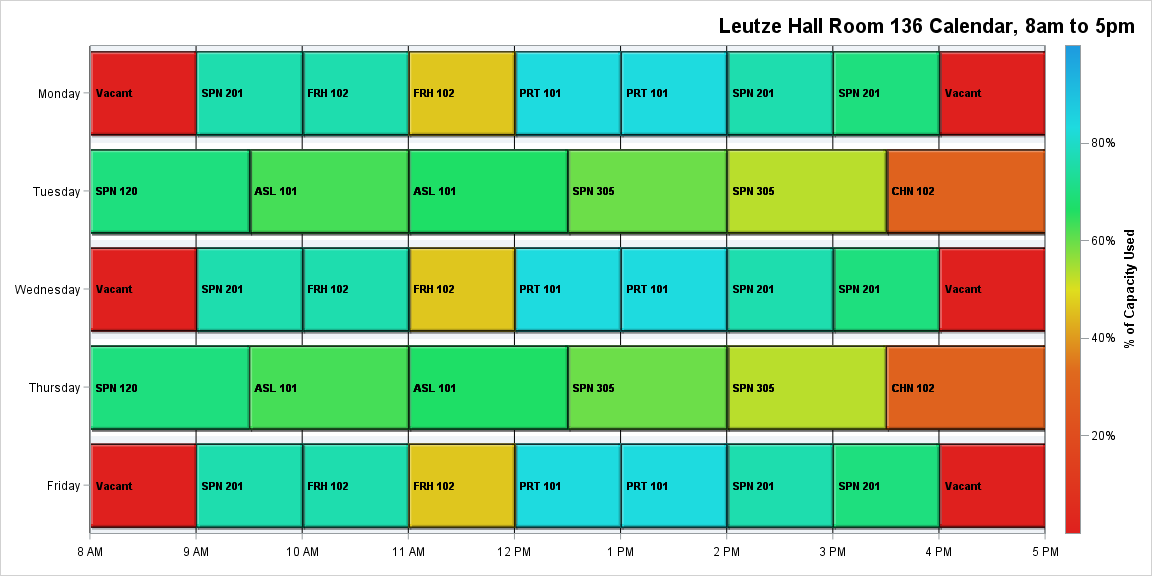 Leutze Hall Room 136 Calendar, 8am to 5pm
Monday
Vacant
SPN 201
FRH 102
FRH 102
PRT 101
PRT 101
SPN 201
SPN 201
Vacant
Tuesday
SPN 120
ASL 101
ASL 101
SPN 305
SPN 305
CHN 102
Wednesday
Vacant
SPN 201
FRH 102
FRH 102
PRT 101
PRT 101
SPN 201
SPN 201
Vacant
Thursday
SPN 120
ASL 101
ASL 101
SPN 305
SPN 305
CHN 102
Friday
Vacant
SPN 201
FRH 102
FRH 102
PRT 101
PRT 101
SPN 201
SPN 201
Vacant
8 AM
9 AM
10 AM
11 AM
12 PM
1 PM
2 PM
3 PM
4 PM
5 PM
80%
60%
40%
20%
% of Capacity Used